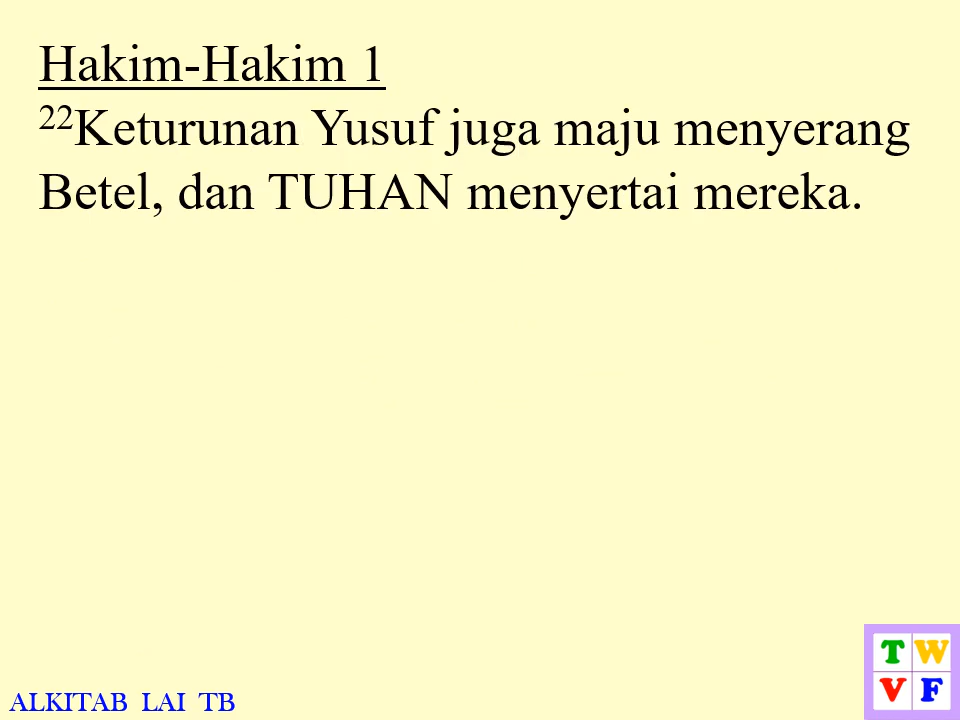 Hakim-Hakim 1
22Keturunan Yusuf juga maju menyerang
Betel, dan TUHAN menyertai mereka.
T W
V F
ALKITAB LAI TB